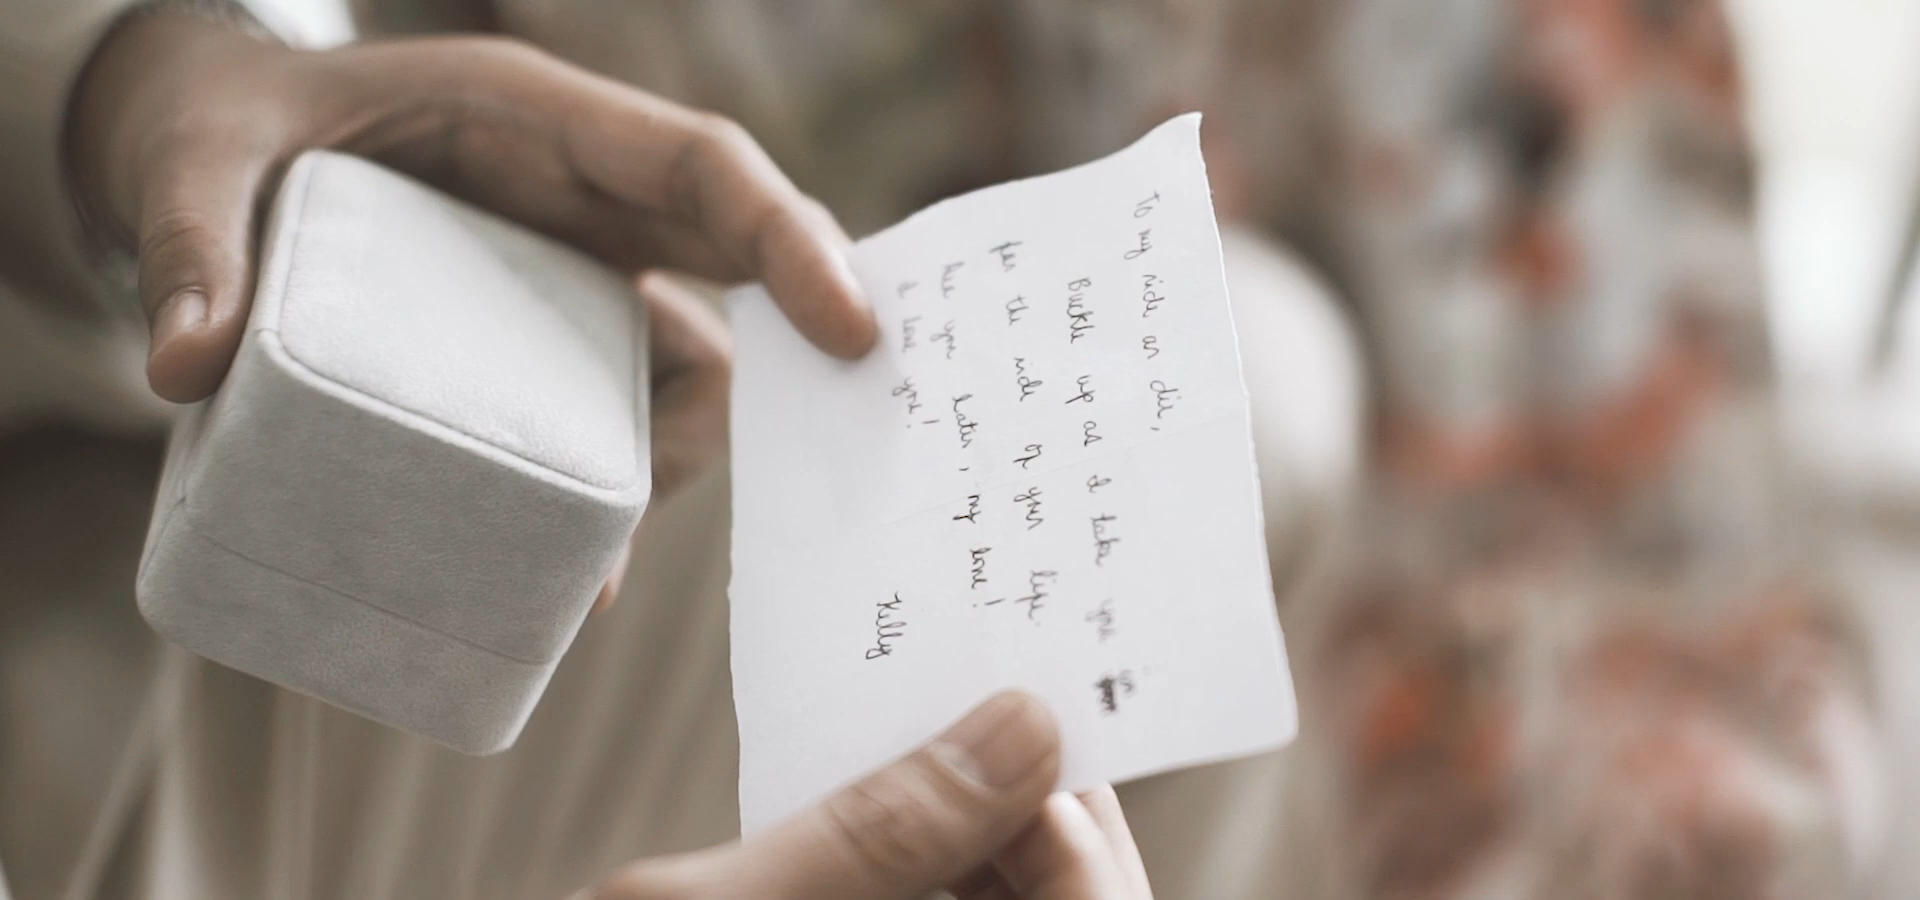 To my ride or die,
Buckle up as I take you on
for the ride of your life.
See you later, my love!
I love you!
Kelly